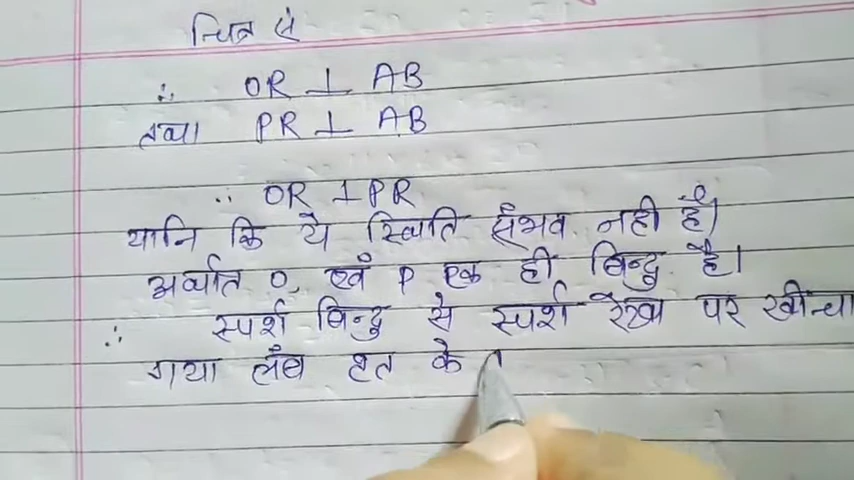 चित्र से
∴ OR ⊥ AB
तथा PR ⊥ AB
∴ OR ⊥ PR
यानि कि ये स्थिति संभव नहीं है।
अर्थात O, एवं P एक ही बिन्दु है।
∴ स्पर्श बिन्दु से स्पर्श रेखा पर खीन्चा
गया लंब वृत के